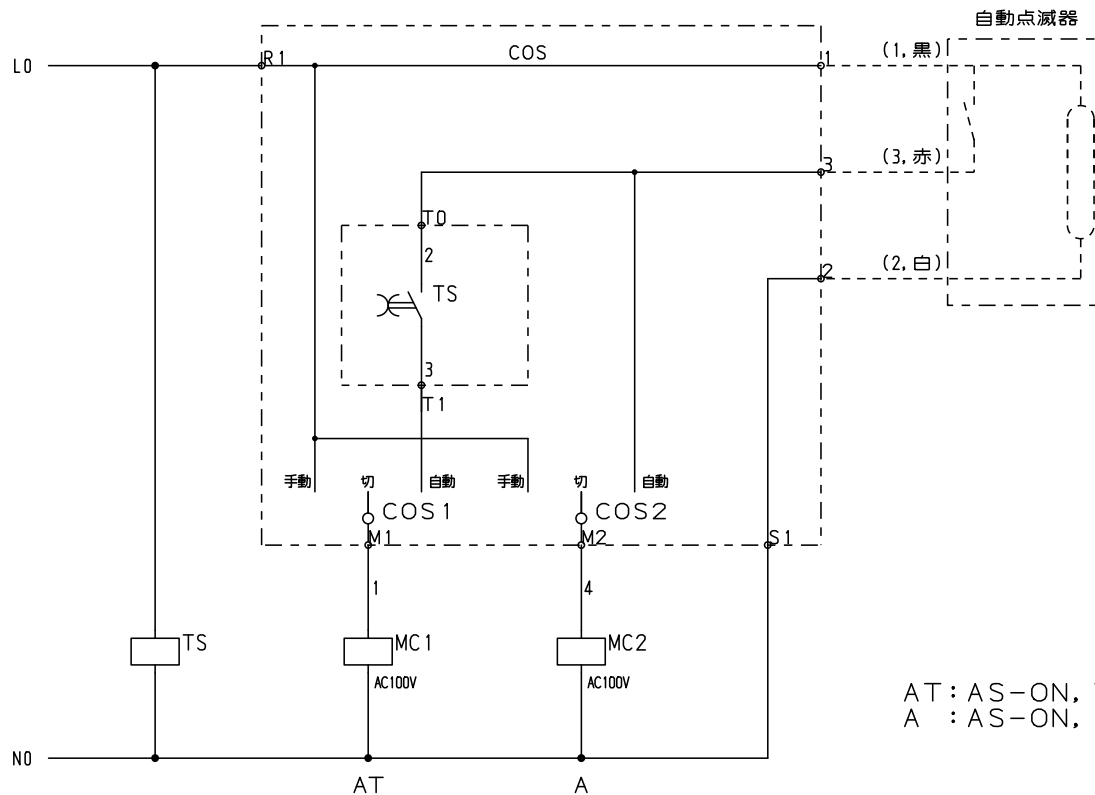 自動点滅器
L0
R1
COS
1
(1,黒)
3
(3,赤)
T0
2
2
(2,白)
TS
3
T1
手動
切
自動
手動
切
自動
COS1
COS2
M1
M2
S1
1
4
TS
MC1
MC2
AC100V
AC100V
AT:AS-ON,
A :AS-ON,
N0
AT
A